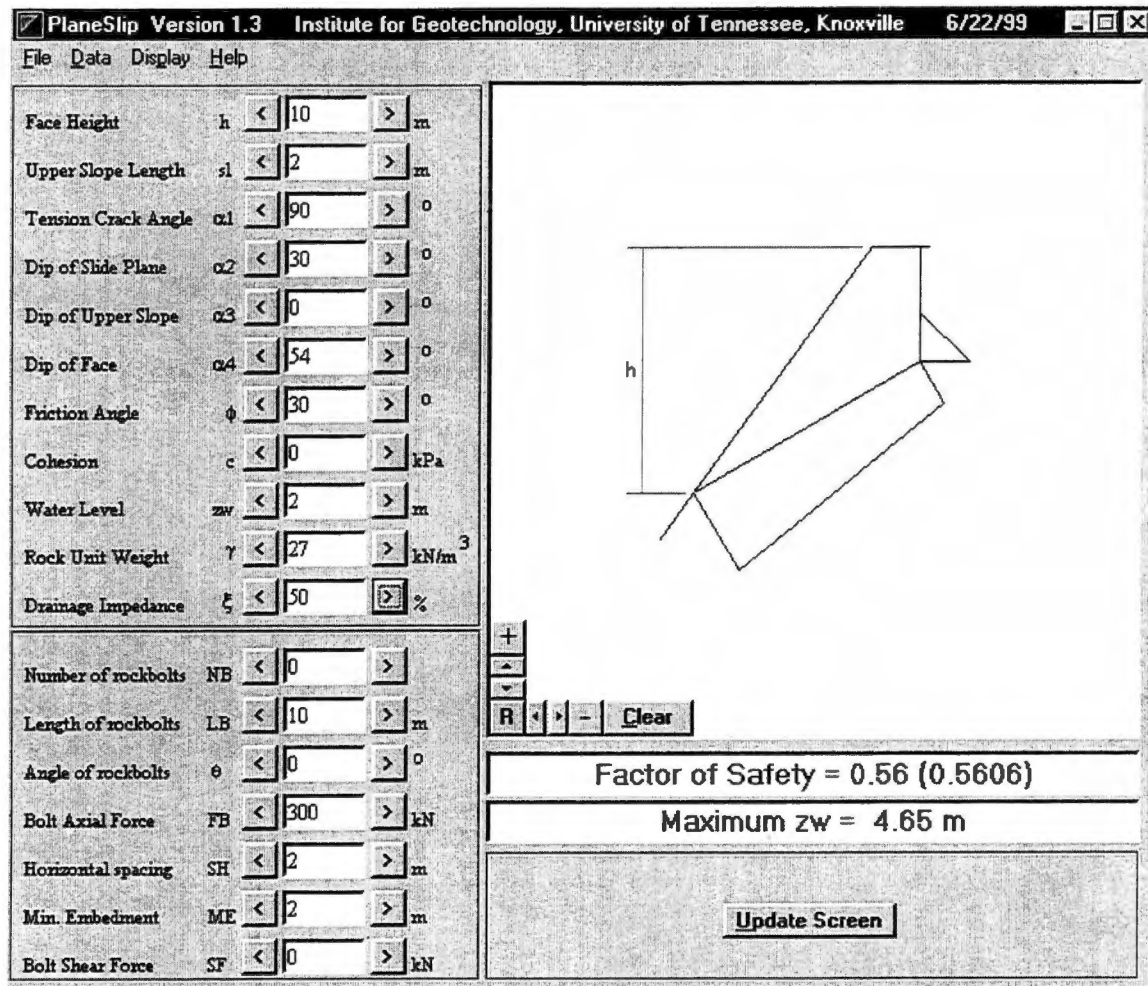 PlaneSlip Version 1.3 Institute for Geotechnology, University of Tennessee, Knoxville 6/22/99
File Data Display Help
Face Height h < 10 > m
Upper Slope Length sl < 2 > m
Tension Crack Angle α1 < 90 > °
Dip of Slide Plane α2 < 30 > °
Dip of Upper Slope α3 < 0 > °
Dip of Face α4 < 54 > °
Friction Angle ϕ < 30 > °
Cohesion c < 0 > kPa
Water Level zw < 2 > m
Rock Unit Weight γ < 27 > kN/m³
Drainage Impedance ξ < 50 > %
Number of rockbolts NB < 0 >
Length of rockbolts LB < 10 > m
Angle of rockbolts θ < 0 > °
Bolt Axial Force FB < 300 > kN
Horizontal spacing SH < 2 > m
Min. Embedment ME < 2 > m
Bolt Shear Force SF < 0 > kN
h
+
R - Clear
Factor of Safety = 0.56 (0.5606)
Maximum zw = 4.65 m
Update Screen